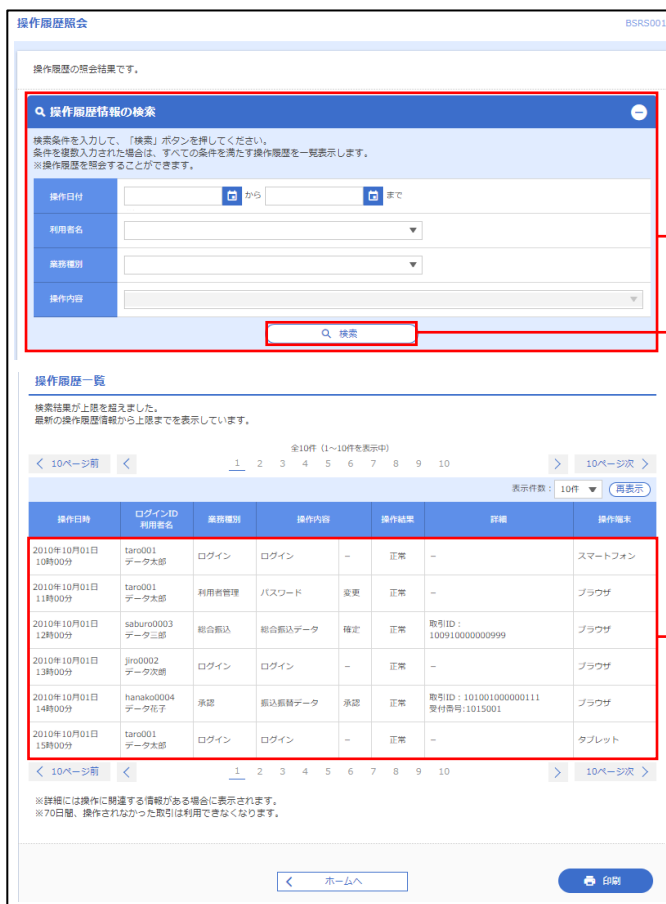 操作履歴照会 BSRS001
操作履歴の照会結果です。
操作履歴情報の検索
検索条件を入力して、「検索」ボタンを押してください。
条件を複数入力された場合は、すべての条件を満たす操作履歴を一覧表示します。
※操作履歴を照会することができます。
操作日付 から まで
利用者名
業務種別
操作内容
検索
操作履歴一覧
検索結果が上限を超えました。
最新の操作履歴情報から上限までを表示しています。
全10件（1～10件を表示中）
10ページ前 1 2 3 4 5 6 7 8 9 10 10ページ次
表示件数： 10件 再表示
操作日時 ログインID 業務種別 操作内容 操作結果 詳細 操作端末
利用者名
2010年10月01日 taro001 ログイン ログイン － 正常 － スマートフォン
10時00分 データ太郎
2010年10月01日 taro001 利用者管理 パスワード 変更 正常 － ブラウザ
11時00分 データ太郎
2010年10月01日 saburo0003 総合振込 総合振込データ 確定 正常 取引ID： ブラウザ
12時00分 データ三郎 100910000000999
2010年10月01日 jiro0002 ログイン ログイン － 正常 － ブラウザ
13時00分 データ次朗
2010年10月01日 hanako0004 承認 振込振替データ 承認 正常 取引ID：101001000000111 ブラウザ
14時00分 データ花子 受付番号:1015001
2010年10月01日 taro001 ログイン ログイン － 正常 － タブレット
15時00分 データ太郎
10ページ前 1 2 3 4 5 6 7 8 9 10 10ページ次
※詳細には操作に関連する情報がある場合に表示されます。
※70日間、操作されなかった取引は利用できなくなります。
ホームへ 印刷